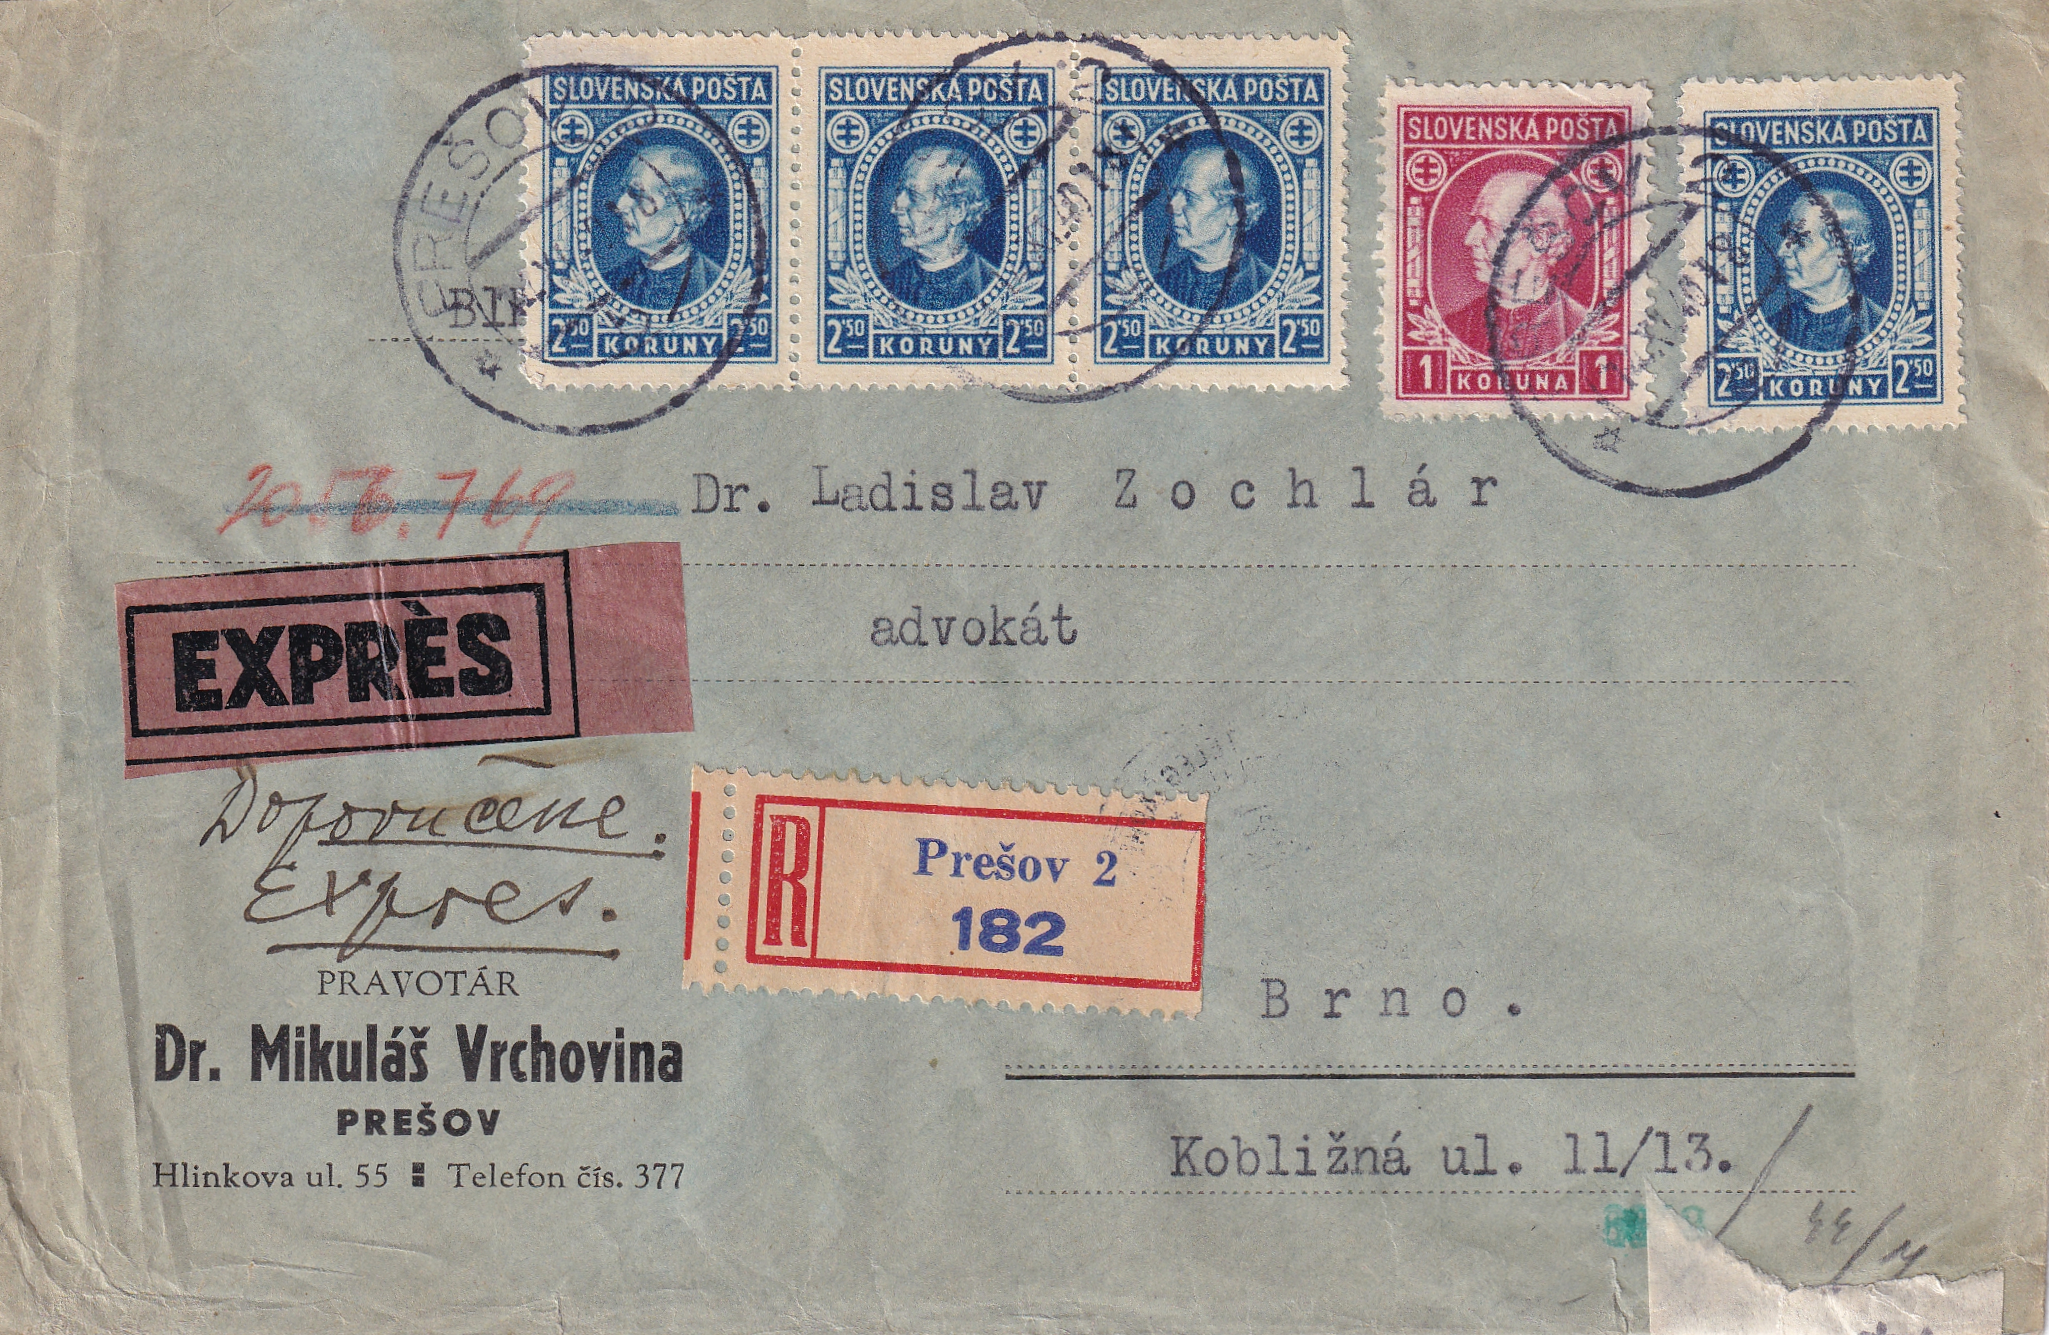 SLOVENSKÁ POŠTA
2·50 KORUNY 2·50
SLOVENSKÁ POŠTA
2·50 KORUNY 2·50
SLOVENSKÁ POŠTA
2·50 KORUNY 2·50
SLOVENSKÁ POŠTA
1 KORUNA 1
SLOVENSKÁ POŠTA
2·50 KORUNY 2·50
PREŠOV
Dr. Ladislav Zochlár
advokát
EXPRÈS
Doporučene.
Expres.
R
Prešov 2
182
PRAVOTÁR
Dr. Mikuláš Vrchovina
PREŠOV
Hlinkova ul. 55 Telefon čís. 377
Brno.
Kobližná ul. 11/13.